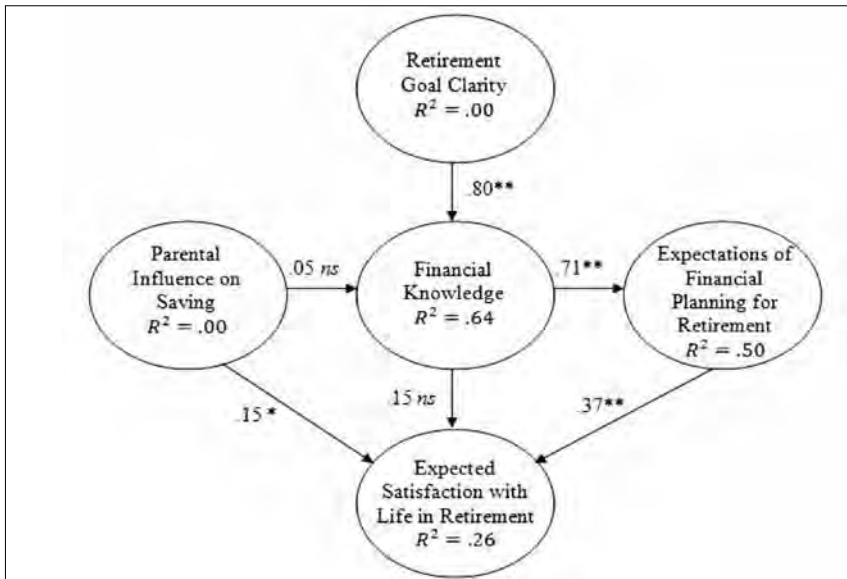 Retirement
Goal Clarity
R² = .00
.80**
Parental
Influence on
Saving
R² = .00
.05 ns
Financial
Knowledge
R² = .64
.71**
Expectations of
Financial
Planning for
Retirement
R² = .50
.15 *
.15 ns
.37**
Expected
Satisfaction with
Life in Retirement
R² = .26